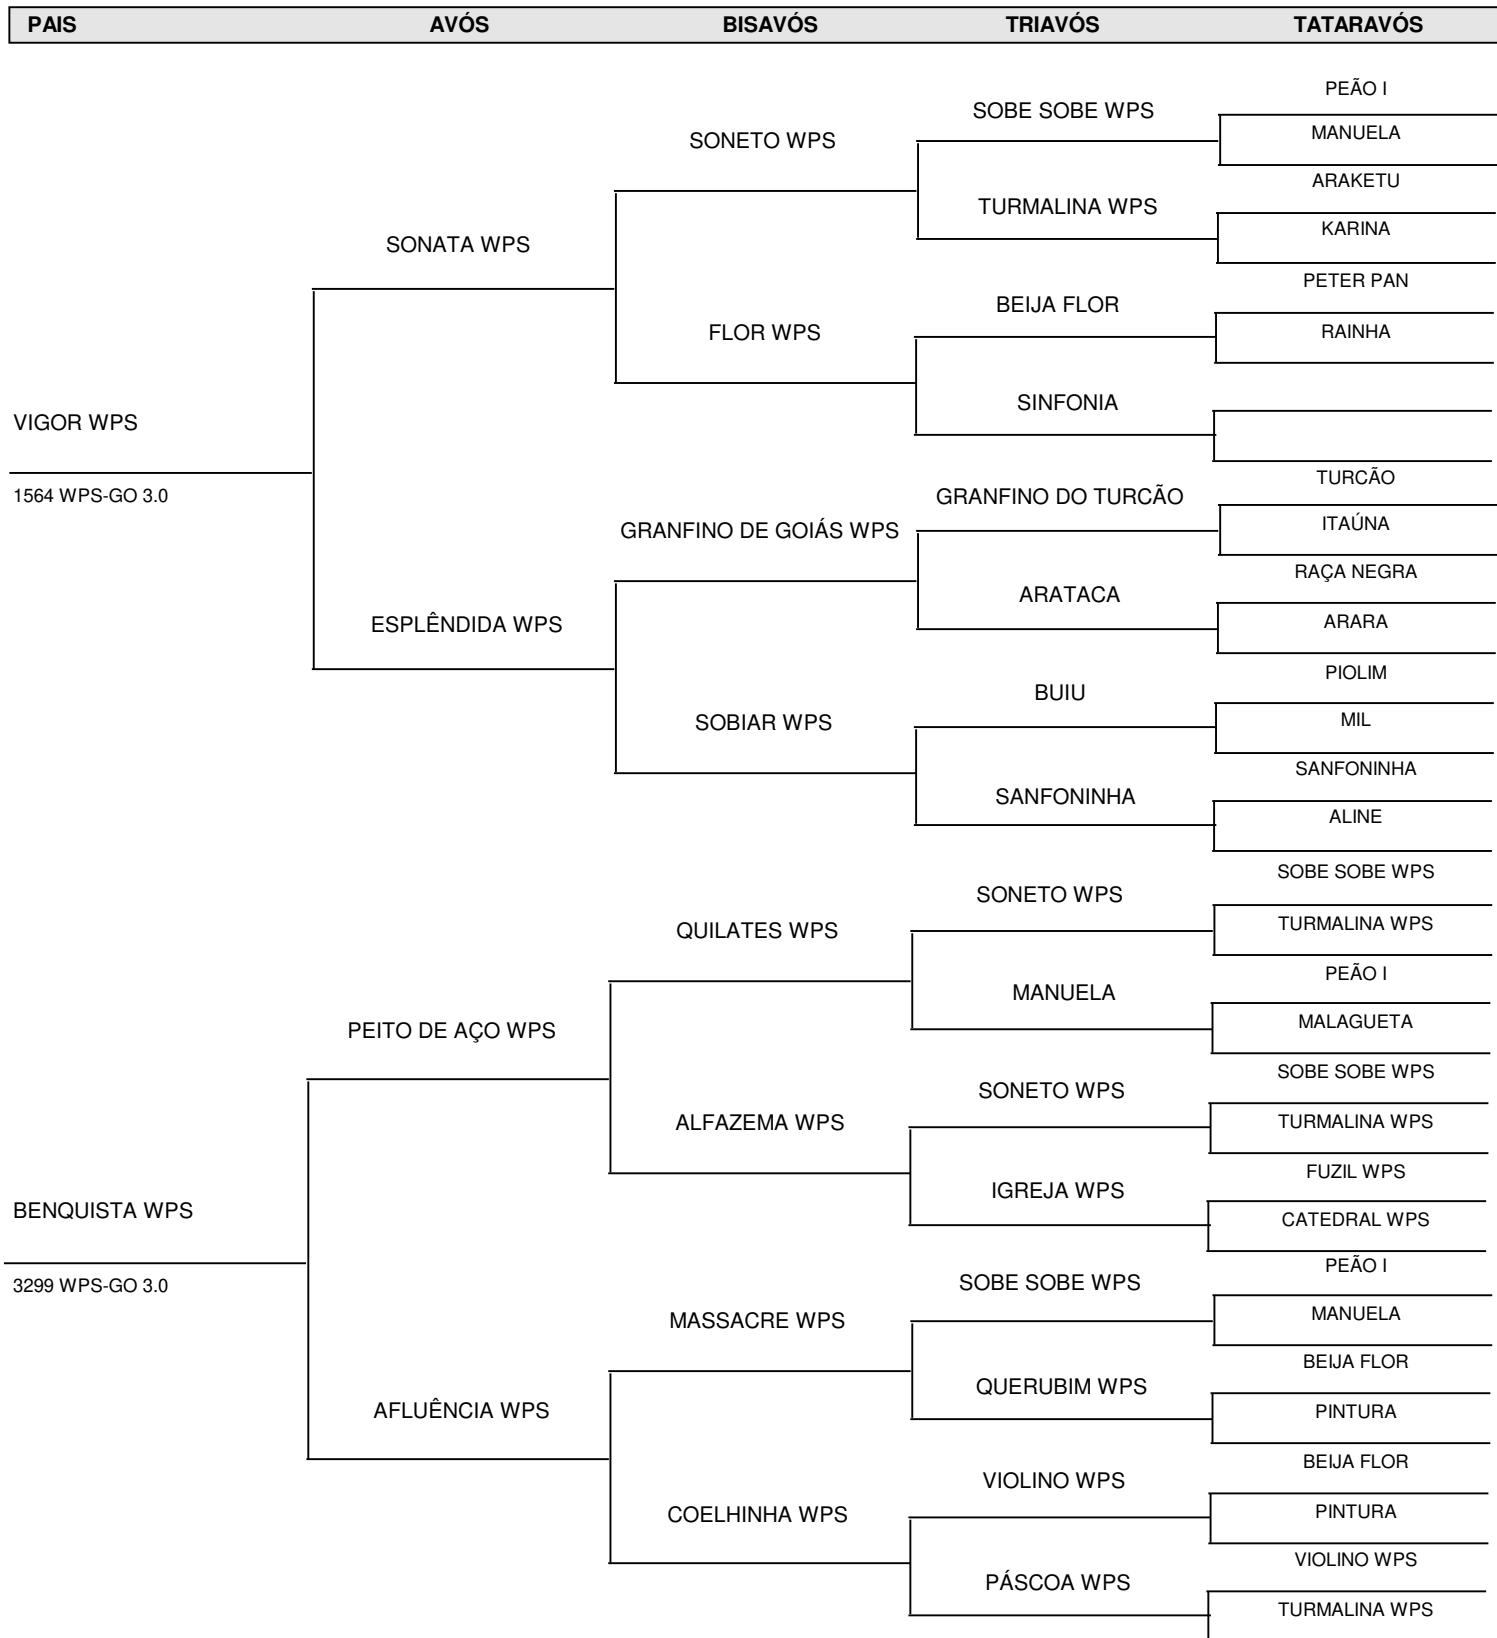 PAIS AVÓS BISAVÓS TRIAVÓS TATARAVÓS
PEÃO I
SOBE SOBE WPS
MANUELA
SONETO WPS
ARAKETU
TURMALINA WPS
KARINA
SONATA WPS
PETER PAN
BEIJA FLOR
RAINHA
FLOR WPS
SINFONIA
VIGOR WPS
TURCÃO
1564 WPS-GO 3.0
GRANFINO DO TURCÃO
ITAÚNA
GRANFINO DE GOIÁS WPS
RAÇA NEGRA
ARATACA
ARARA
ESPLÊNDIDA WPS
PIOLIM
BUIU
MIL
SOBIAR WPS
SANFONINHA
SANFONINHA
ALINE
SOBE SOBE WPS
SONETO WPS
TURMALINA WPS
QUILATES WPS
PEÃO I
MANUELA
MALAGUETA
PEITO DE AÇO WPS
SOBE SOBE WPS
SONETO WPS
TURMALINA WPS
ALFAZEMA WPS
FUZIL WPS
IGREJA WPS
BENQUISTA WPS
CATEDRAL WPS
PEÃO I
3299 WPS-GO 3.0
SOBE SOBE WPS
MANUELA
MASSACRE WPS
BEIJA FLOR
QUERUBIM WPS
AFLUÊNCIA WPS
PINTURA
BEIJA FLOR
VIOLINO WPS
PINTURA
COELHINHA WPS
VIOLINO WPS
PÁSCOA WPS
TURMALINA WPS